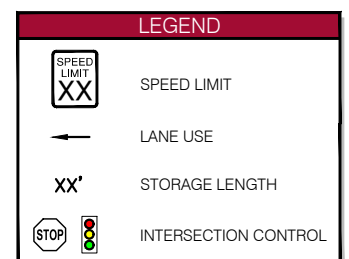 LEGEND
SPEED
LIMIT
XX
SPEED LIMIT
LANE USE
XX' STORAGE LENGTH
STOP INTERSECTION CONTROL